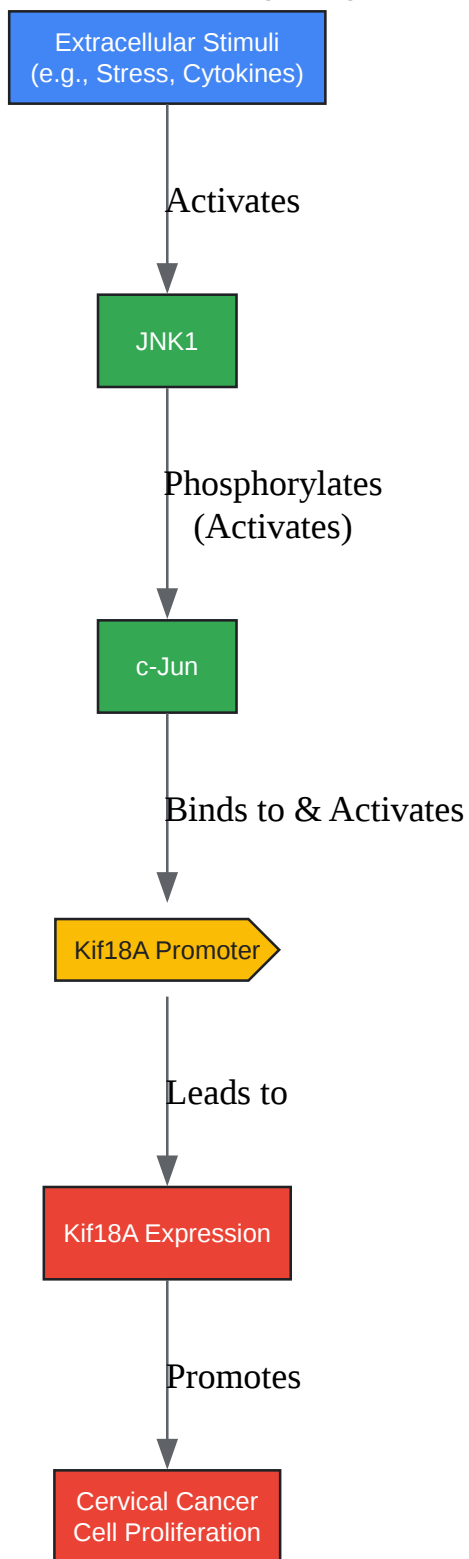 Extracellular Stimuli
(e.g., Stress, Cytokines)
Activates
JNK1
Phosphorylates
(Activates)
c-Jun
Binds to & Activates
Kif18A Promoter
Leads to
Kif18A Expression
Promotes
Cervical Cancer
Cell Proliferation